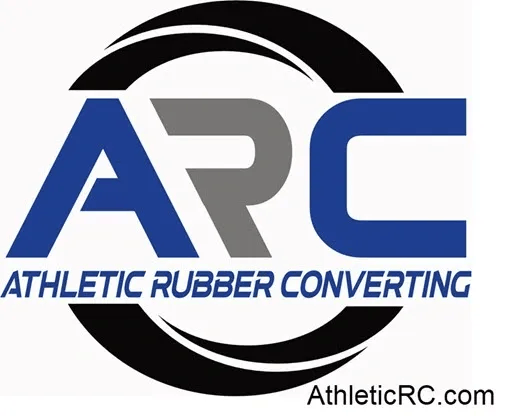 ARC
ATHLETIC RUBBER CONVERTING
AthleticRC.com